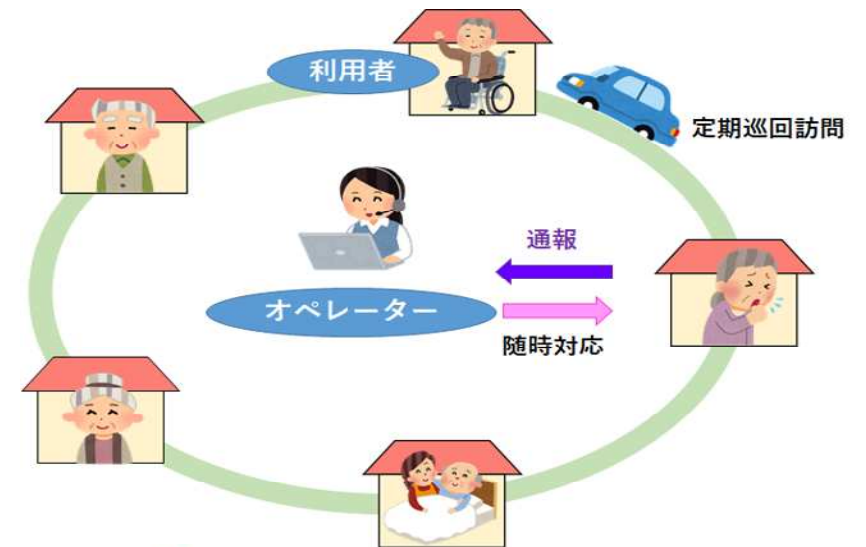 利用者
定期巡回訪問
通報
オペレーター
随時対応